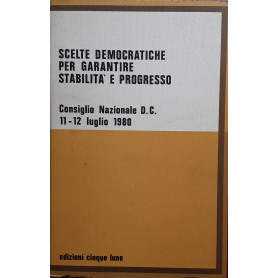 SCELTE DEMOCRATICHE
PER GARANTIRE
STABILITA' E PROGRESSO
Consiglio Nazionale D.C.
11-12 luglio 1980
edizioni cinque lune